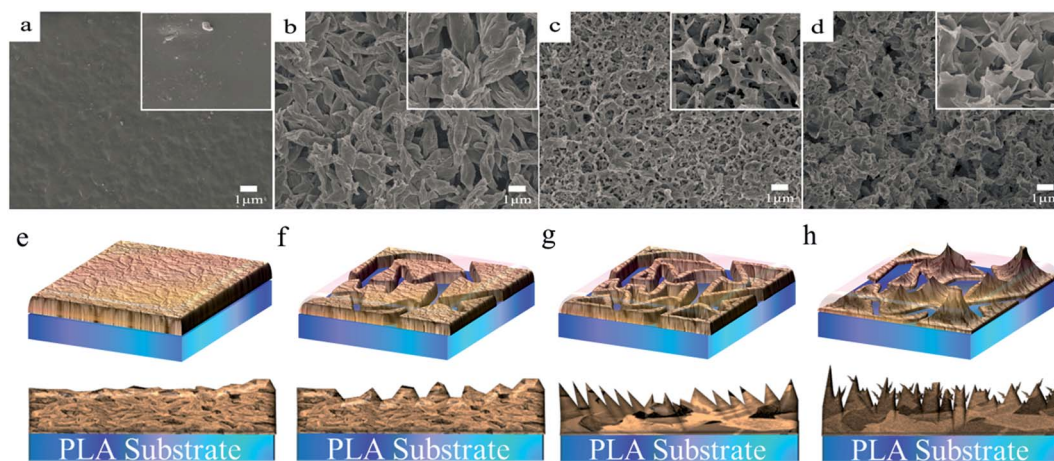 a
b
c
d
1μm
1μm
1μm
1μm
e
f
g
h
PLA Substrate
PLA Substrate
PLA Substrate
PLA Substrate